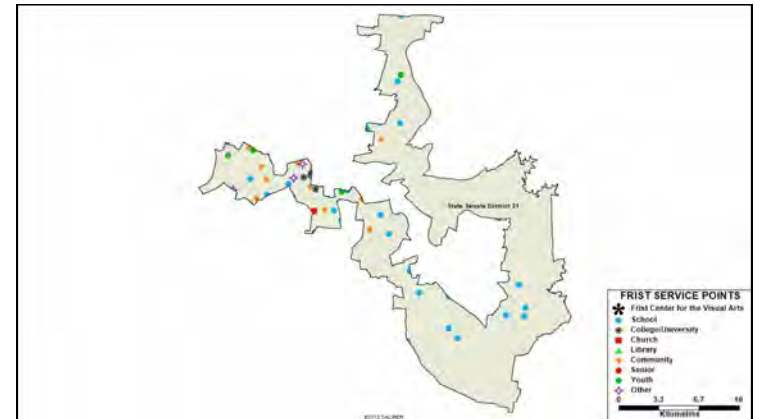 State Senate District 21
FRIST SERVICE POINTS
Frist Center for the Visual Arts
School
College/University
Church
Library
Community
Senior
Youth
Other
0 3.3 6.7 10
Kilometers